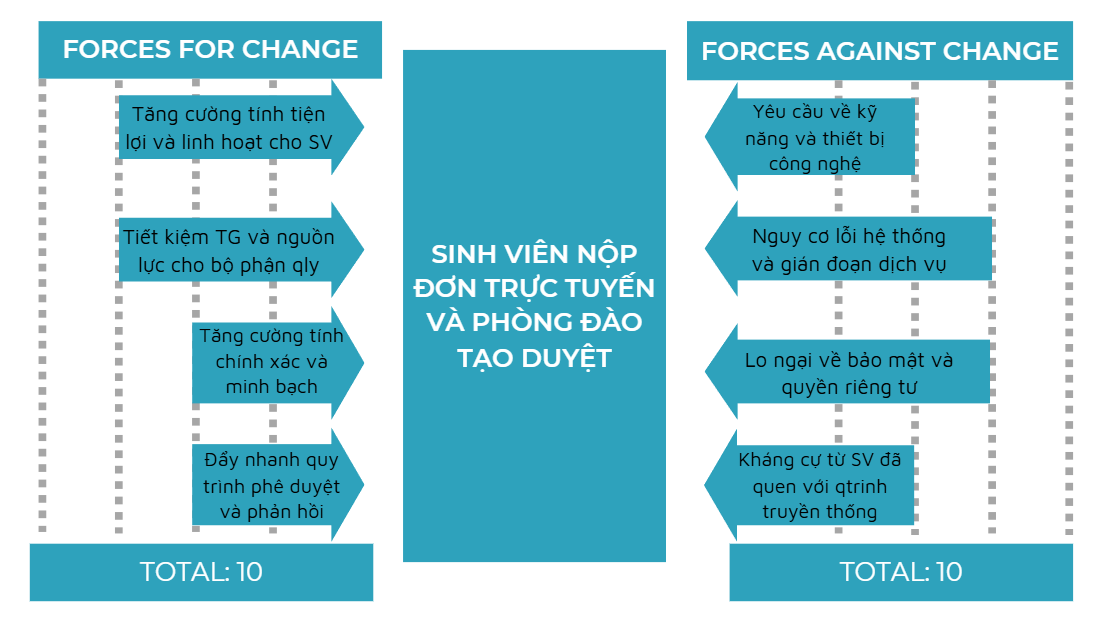 FORCES FOR CHANGE
Tăng cường tính tiện
lợi và linh hoạt cho SV
Tiết kiệm TG và nguồn
lực cho bộ phận qly
Tăng cường tính
chính xác và
minh bạch
Đẩy nhanh quy
trình phê duyệt
và phản hồi
TOTAL: 10
SINH VIÊN NỘP
ĐƠN TRỰC TUYẾN
VÀ PHÒNG ĐÀO
TẠO DUYỆT
FORCES AGAINST CHANGE
Yêu cầu về kỹ
năng và thiết bị
công nghệ
Nguy cơ lỗi hệ thống
và gián đoạn dịch vụ
Lo ngại về bảo mật và
quyền riêng tư
Kháng cự từ SV đã
quen với qtrinh
truyền thống
TOTAL: 10